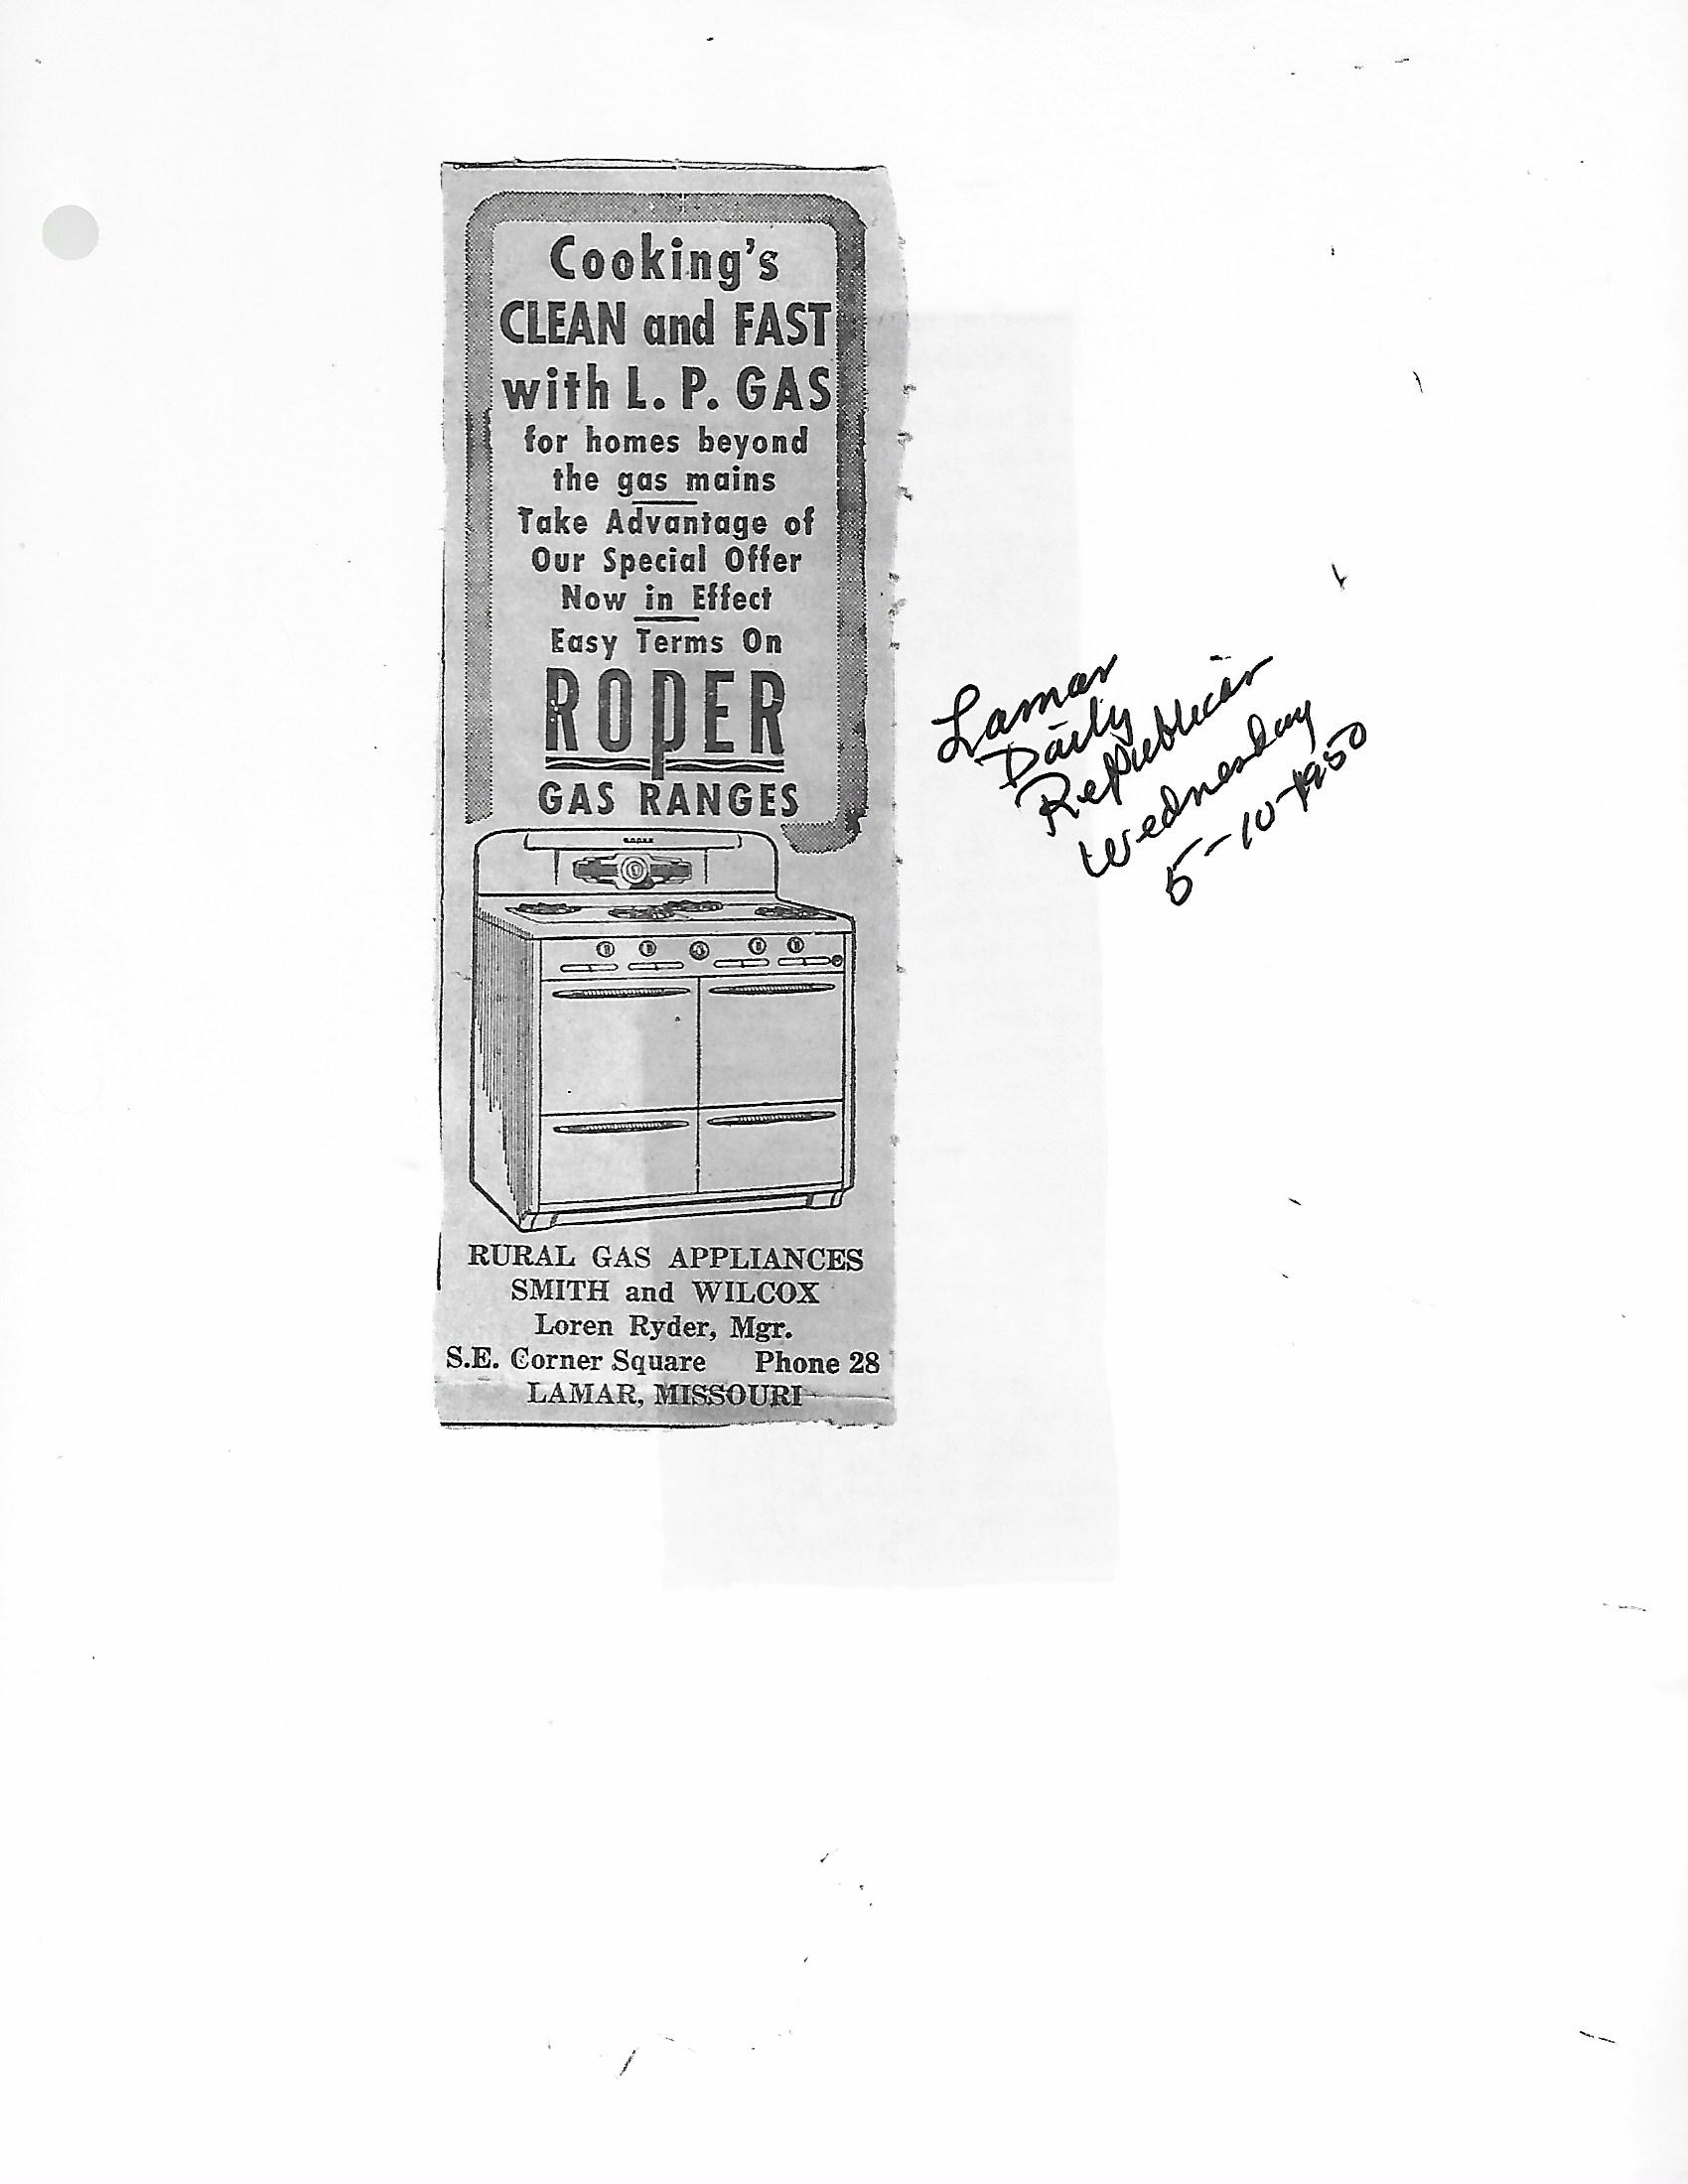 Cooking's
CLEAN and FAST
with L. P. GAS
for homes beyond
the gas mains
Take Advantage of
Our Special Offer
Now in Effect
Easy Terms On
ROPER
GAS RANGES
ROPER
RURAL GAS APPLIANCES
SMITH and WILCOX
Loren Ryder, Mgr.
S.E. Corner Square Phone 28
LAMAR, MISSOURI
Lamar
Daily
Republican
Wednesday
5-10-1950